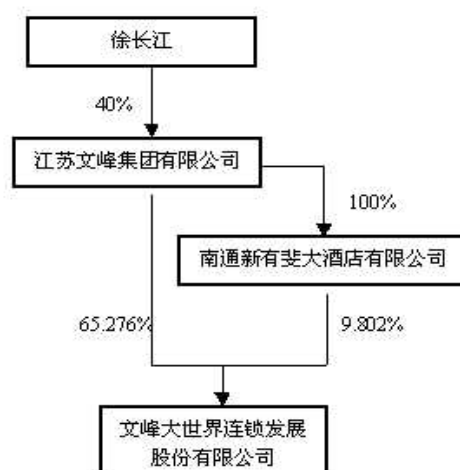 徐长江
40%
江苏文峰集团有限公司
100%
南通新有斐大酒店有限公司
65.276%
9.802%
文峰大世界连锁发展
股份有限公司